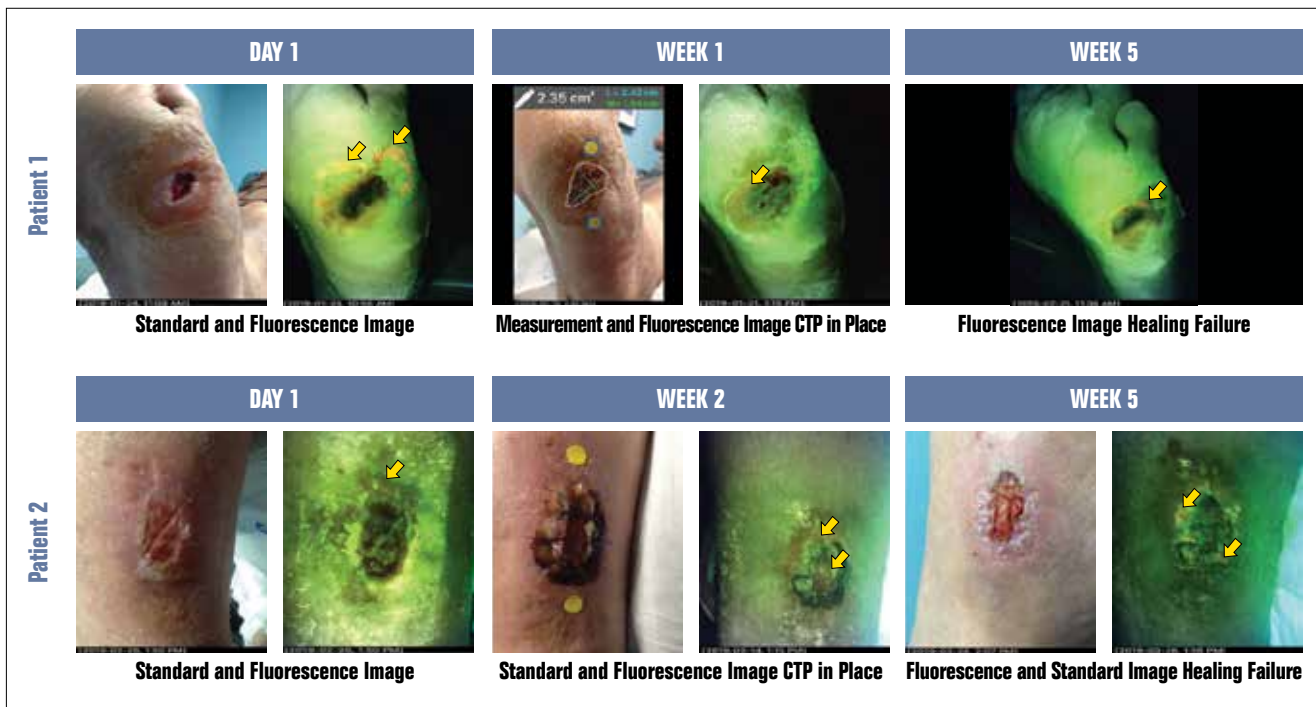 DAY 1
WEEK 1
WEEK 5
Patient 1
2.35 cm²
Standard and Fluorescence Image
Measurement and Fluorescence Image CTP in Place
Fluorescence Image Healing Failure
DAY 1
WEEK 2
WEEK 5
Patient 2
Standard and Fluorescence Image
Standard and Fluorescence Image CTP in Place
Fluorescence and Standard Image Healing Failure